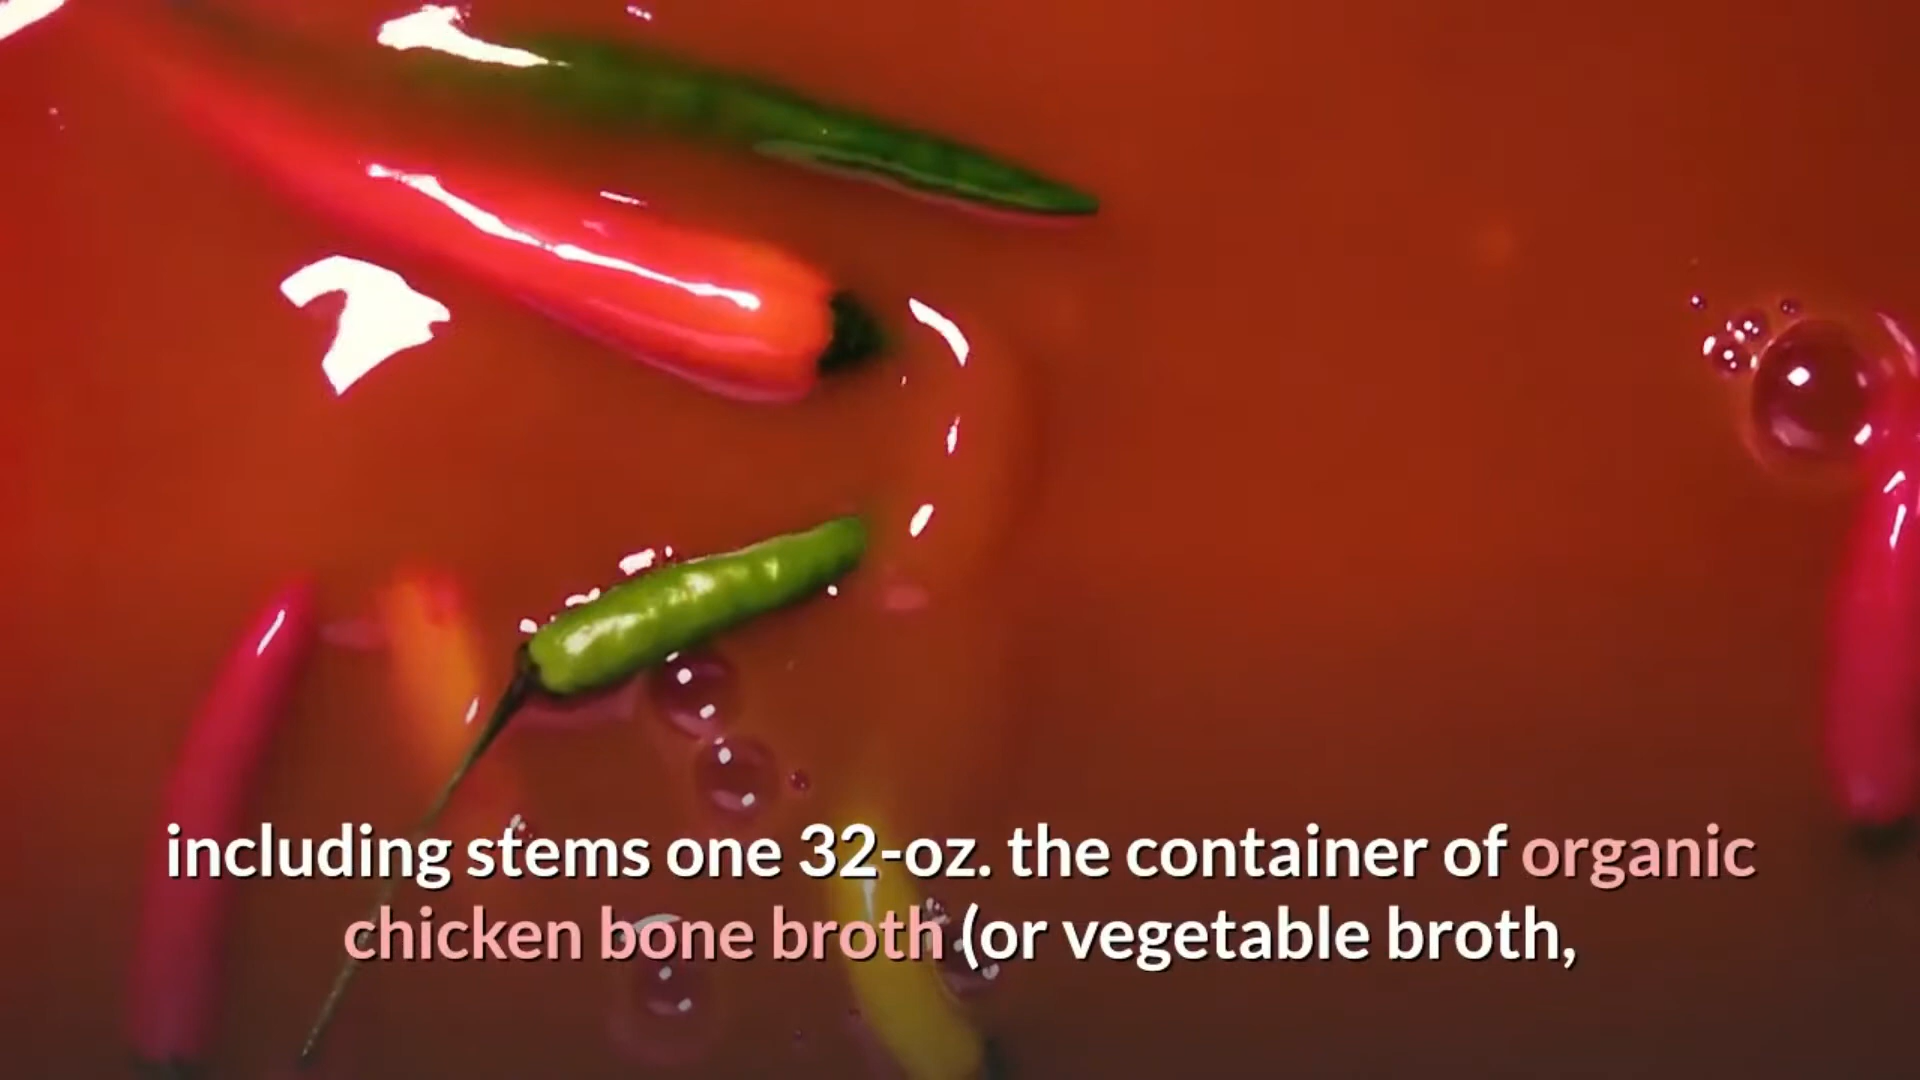 including stems one 32-oz. the container of organic
chicken bone broth (or vegetable broth,